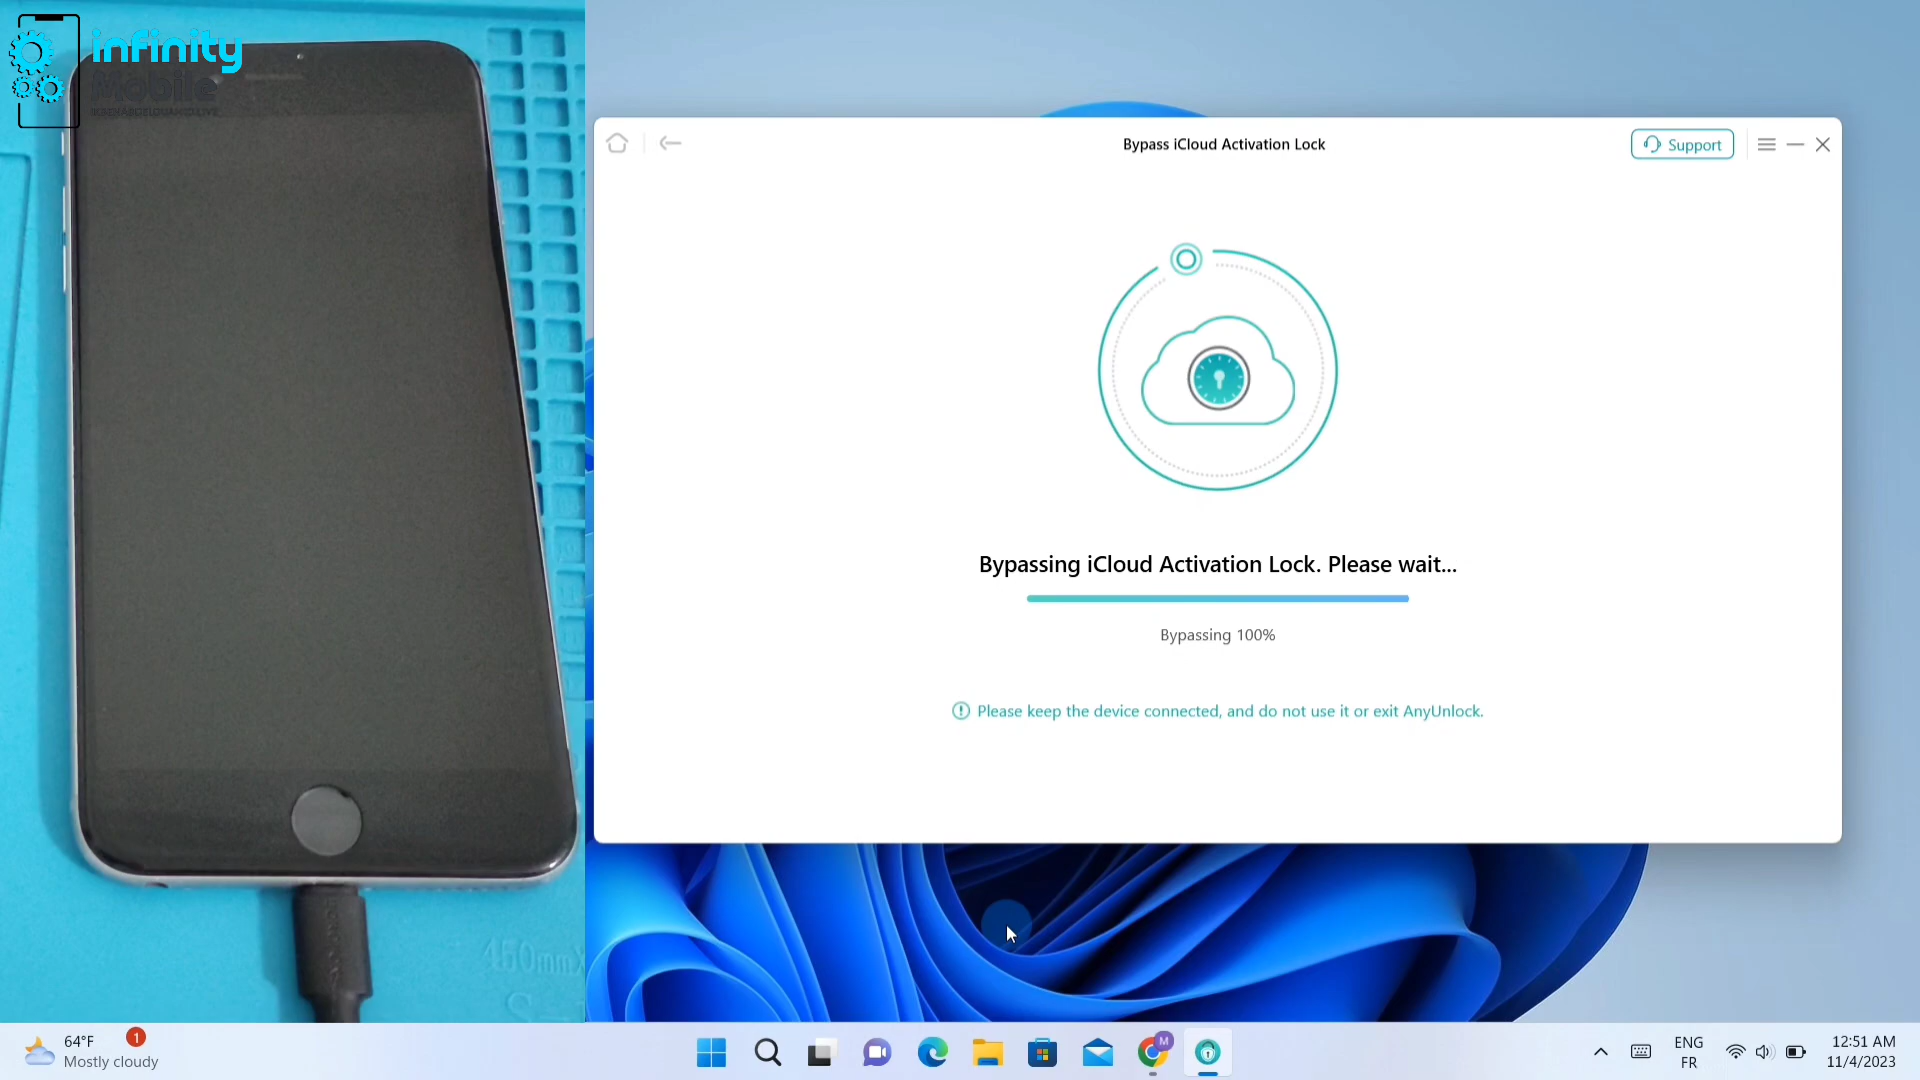 infinity
Mobile
Bypass iCloud Activation Lock
Support
Bypassing iCloud Activation Lock. Please wait...
Bypassing 100%
Please keep the device connected, and do not use it or exit AnyUnlock.
64°F
1
Mostly cloudy
M
ENG
FR
12:51 AM
11/4/2023